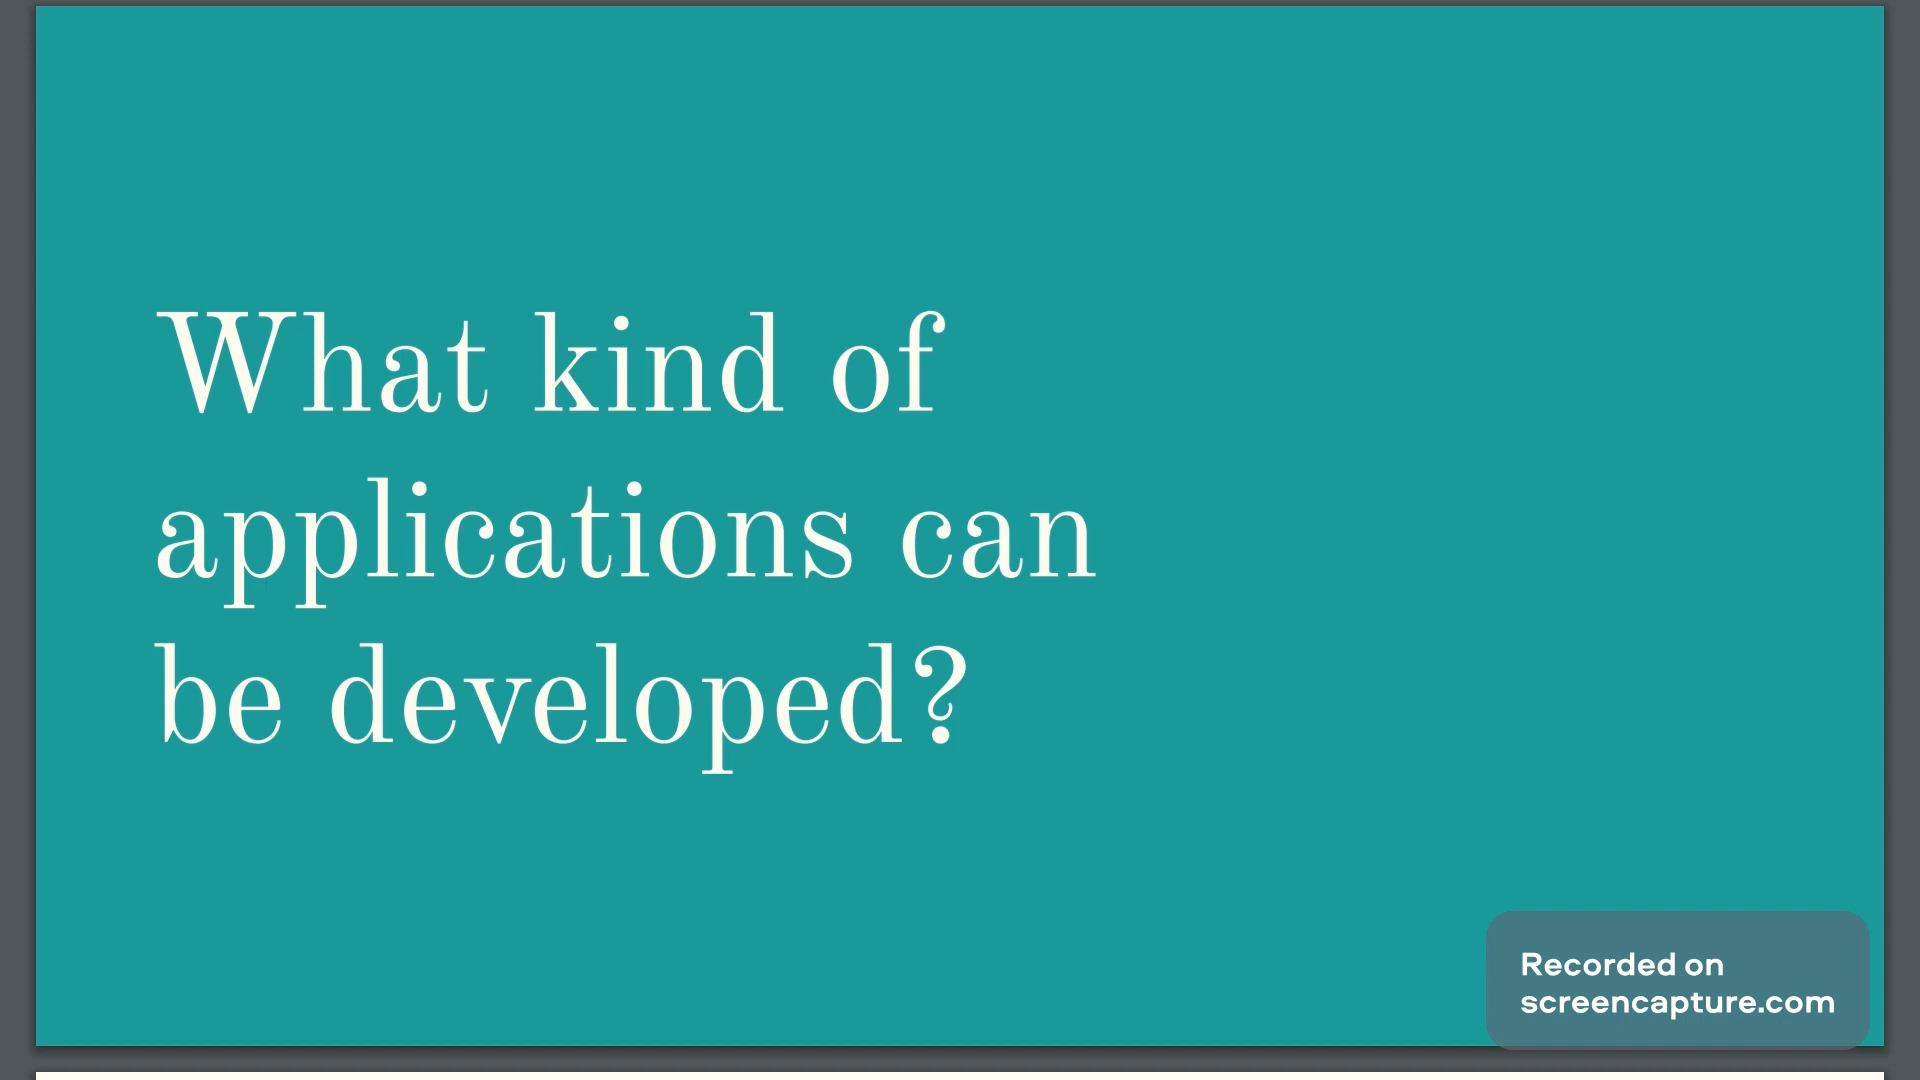 What kind of
applications can
be developed?
Recorded on
screencapture.com